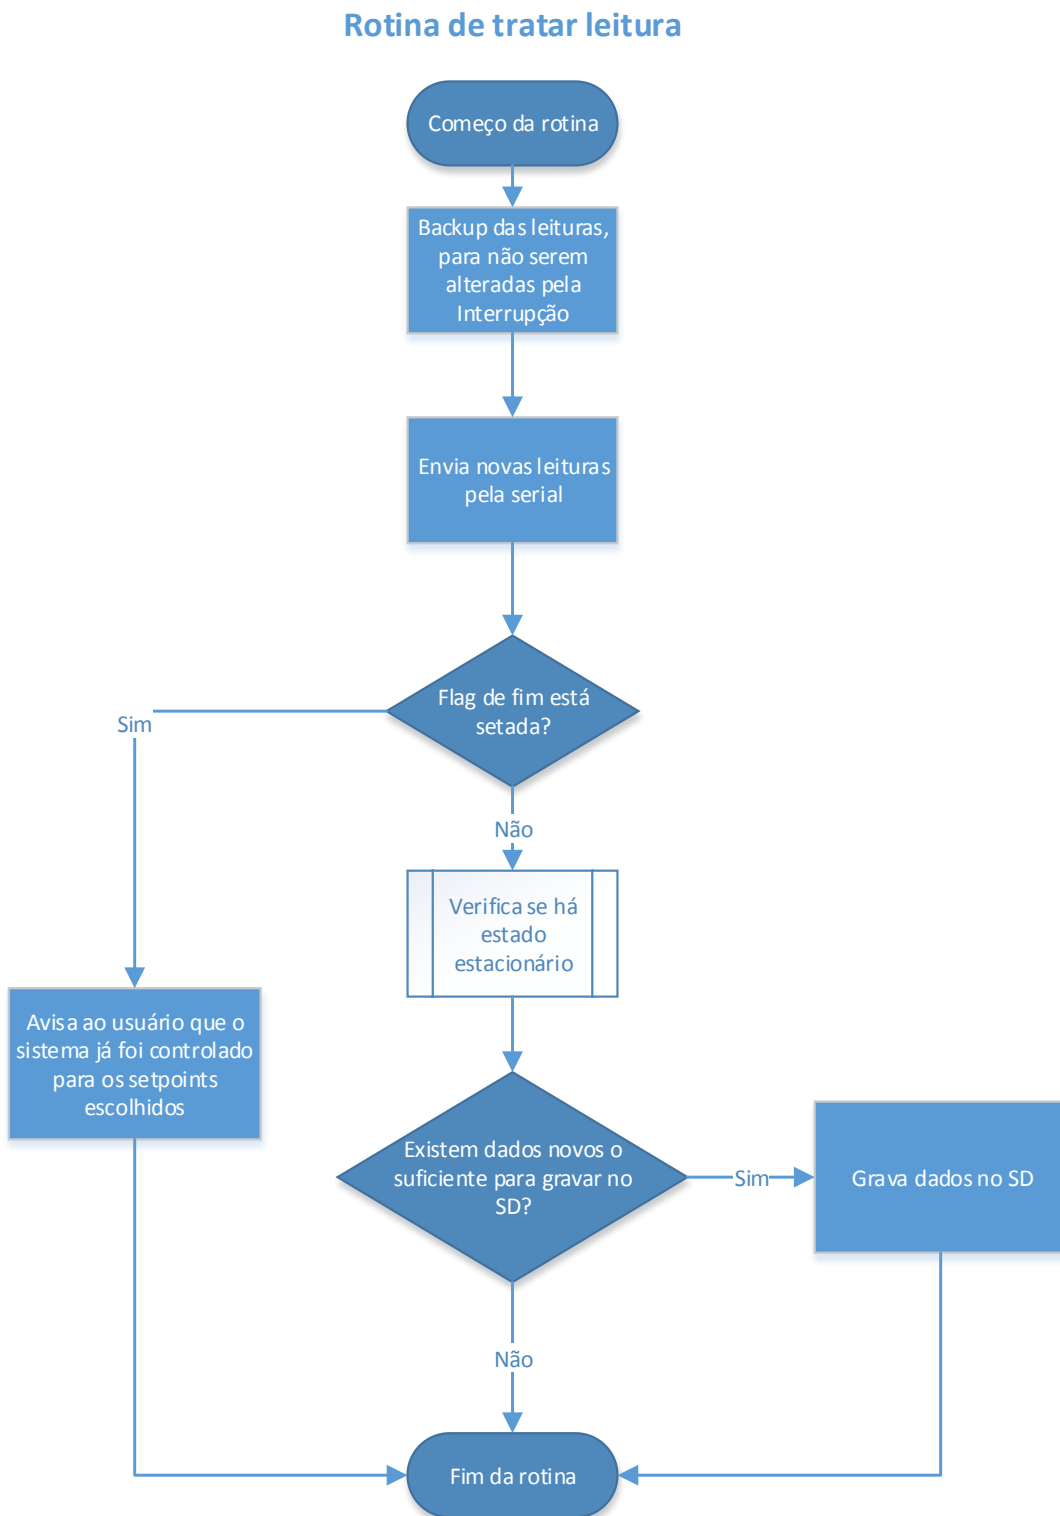 Rotina de tratar leitura
Começo da rotina
Backup das leituras,
para não serem
alteradas pela
Interrupção
Envia novas leituras
pela serial
Flag de fim está
setada?
Sim
Não
Verifica se há
estado
estacionário
Avisa ao usuário que o
sistema já foi controlado
para os setpoints
escolhidos
Existem dados novos o
suficiente para gravar no
SD?
Sim
Grava dados no SD
Não
Fim da rotina